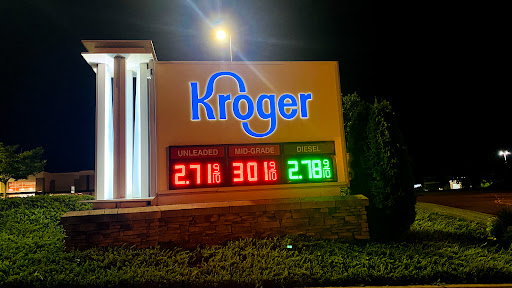 Kroger
UNLEADED MID-GRADE DIESEL
2.71 9/10 3.01 9/10 2.78 9/10